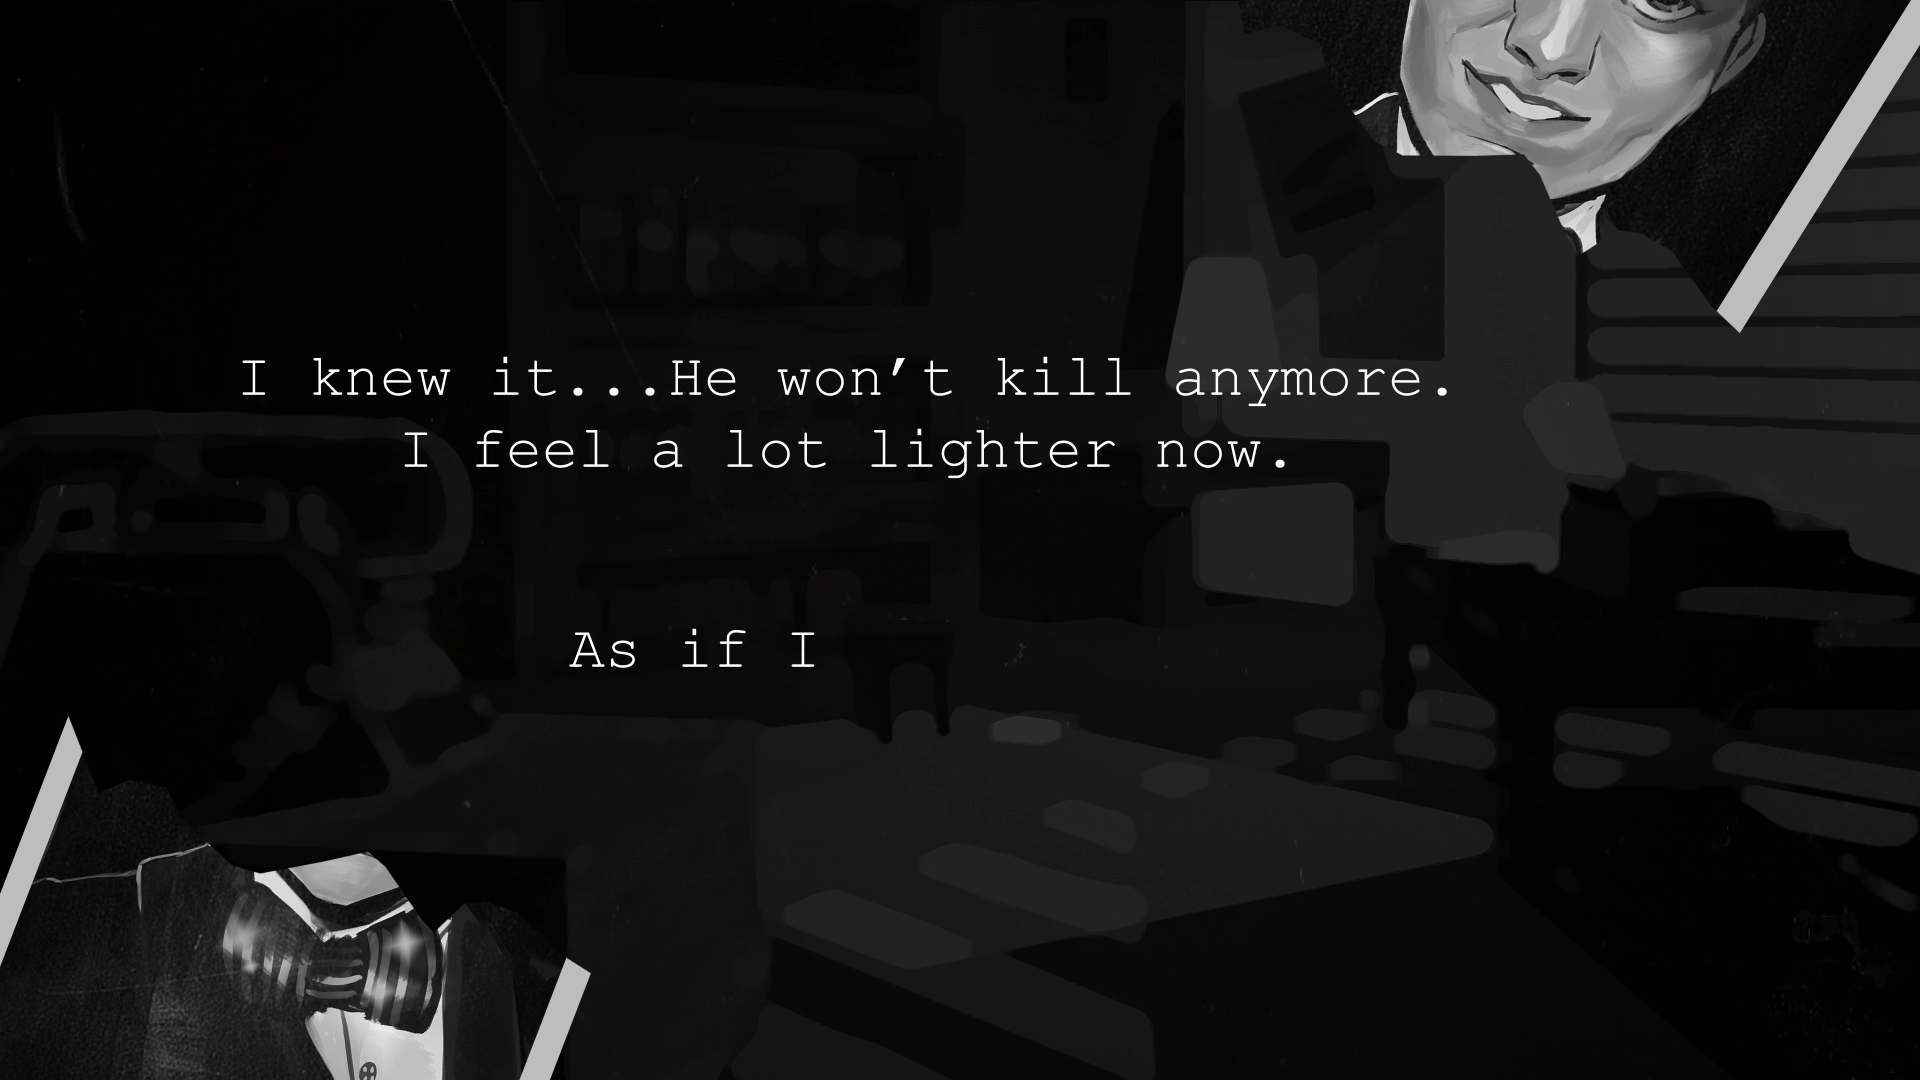 I knew it...He won't kill anymore.
I feel a lot lighter now.
As if I